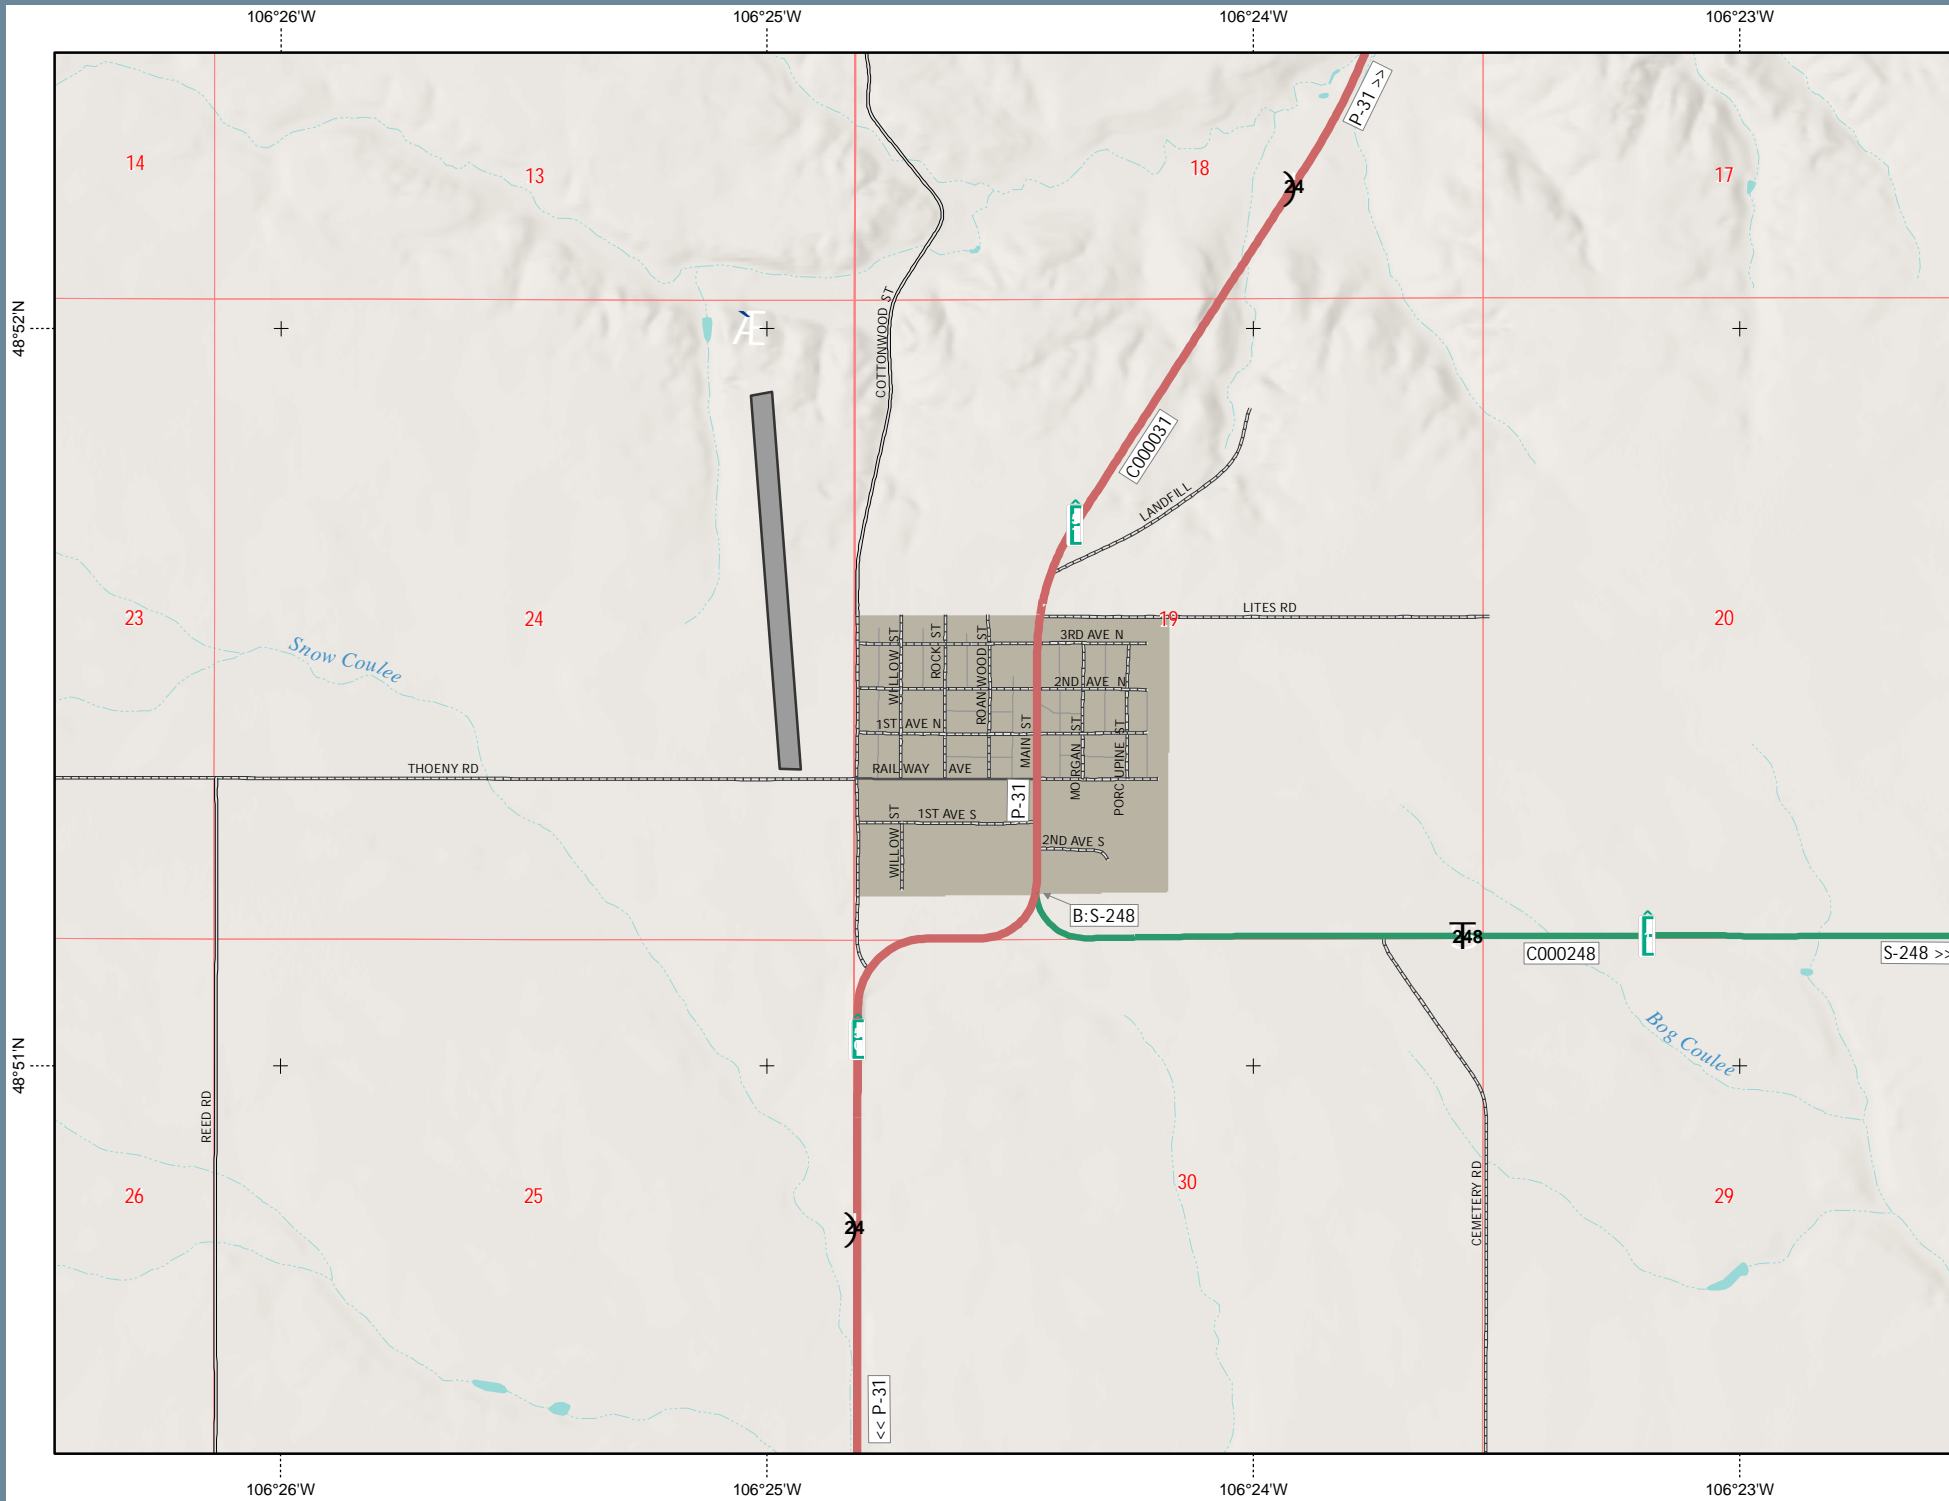 106°26'W
106°25'W
106°24'W
106°23'W
P-31 >>
14
13
18
17
24
48°52'N
Æ
COTTONWOOD ST
C000031
LANDFILL
LITES RD
23
24
19
20
Snow Coulee
3RD AVE N
WILLOW ST
ROCK ST
ROANWOOD ST
2ND AVE N
1ST AVE N
MAIN ST
MORGAN ST
PORCUPINE ST
THOENY RD
RAILWAY AVE
P-31
1ST AVE S
WILLOW ST
2ND AVE S
B:S-248
248
C000248
S-248 >>
Bog Coulee
48°51'N
REED RD
CEMETERY RD
26
25
30
29
24
<< P-31
106°26'W
106°25'W
106°24'W
106°23'W